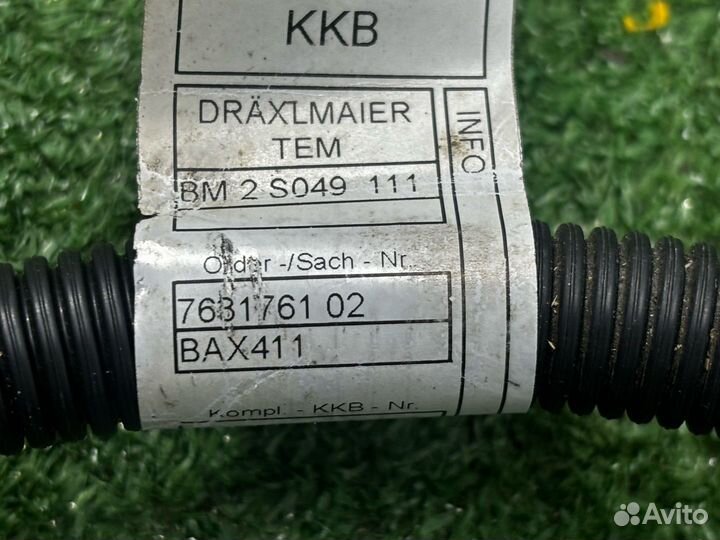 KKB
DRÄXLMAIER
TEM
INFO
BM 2 S049 111
Order -/Sach - Nr.
7631761 02
BAX411
Kompl. - KKB - Nr.
Avito